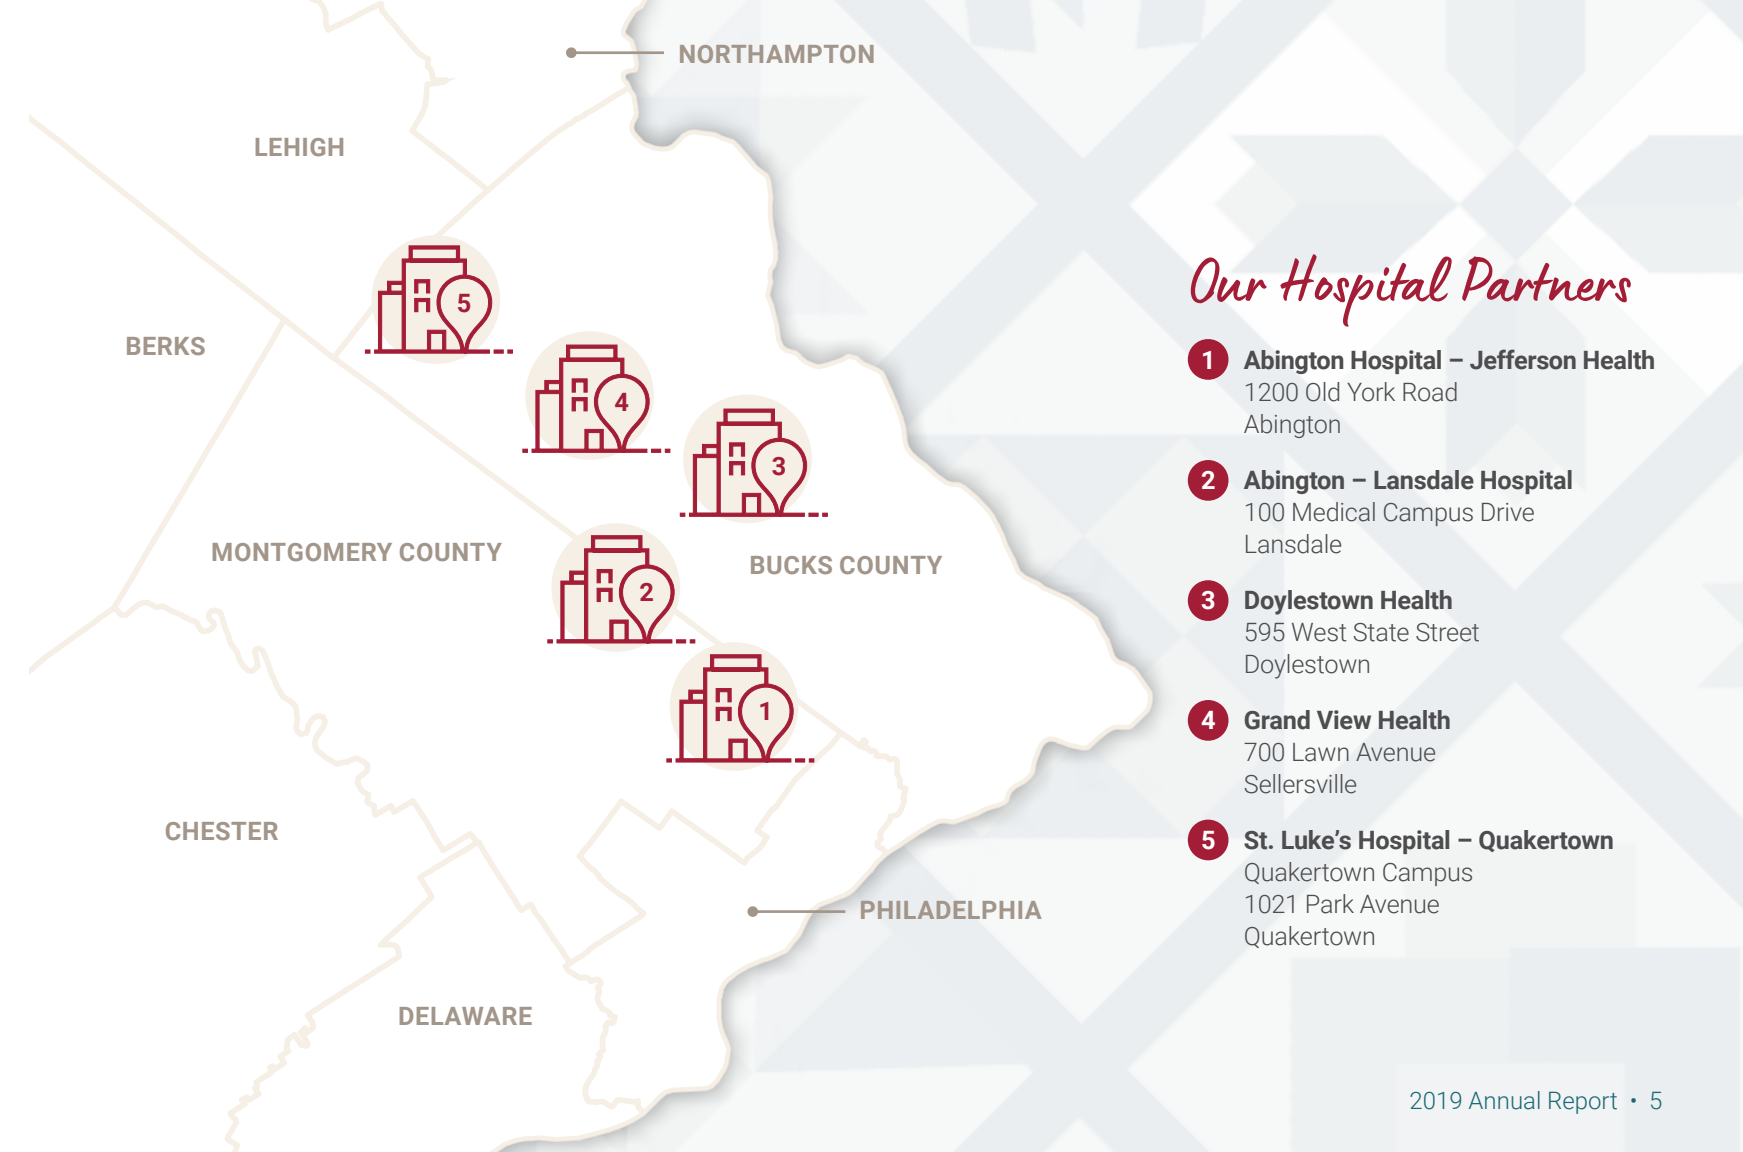 NORTHAMPTON
LEHIGH
BERKS
5
4
3
MONTGOMERY COUNTY
BUCKS COUNTY
2
1
CHESTER
PHILADELPHIA
DELAWARE
Our Hospital Partners
1 Abington Hospital – Jefferson Health
1200 Old York Road
Abington
2 Abington – Lansdale Hospital
100 Medical Campus Drive
Lansdale
3 Doylestown Health
595 West State Street
Doylestown
4 Grand View Health
700 Lawn Avenue
Sellersville
5 St. Luke’s Hospital – Quakertown
Quakertown Campus
1021 Park Avenue
Quakertown
2019 Annual Report • 5